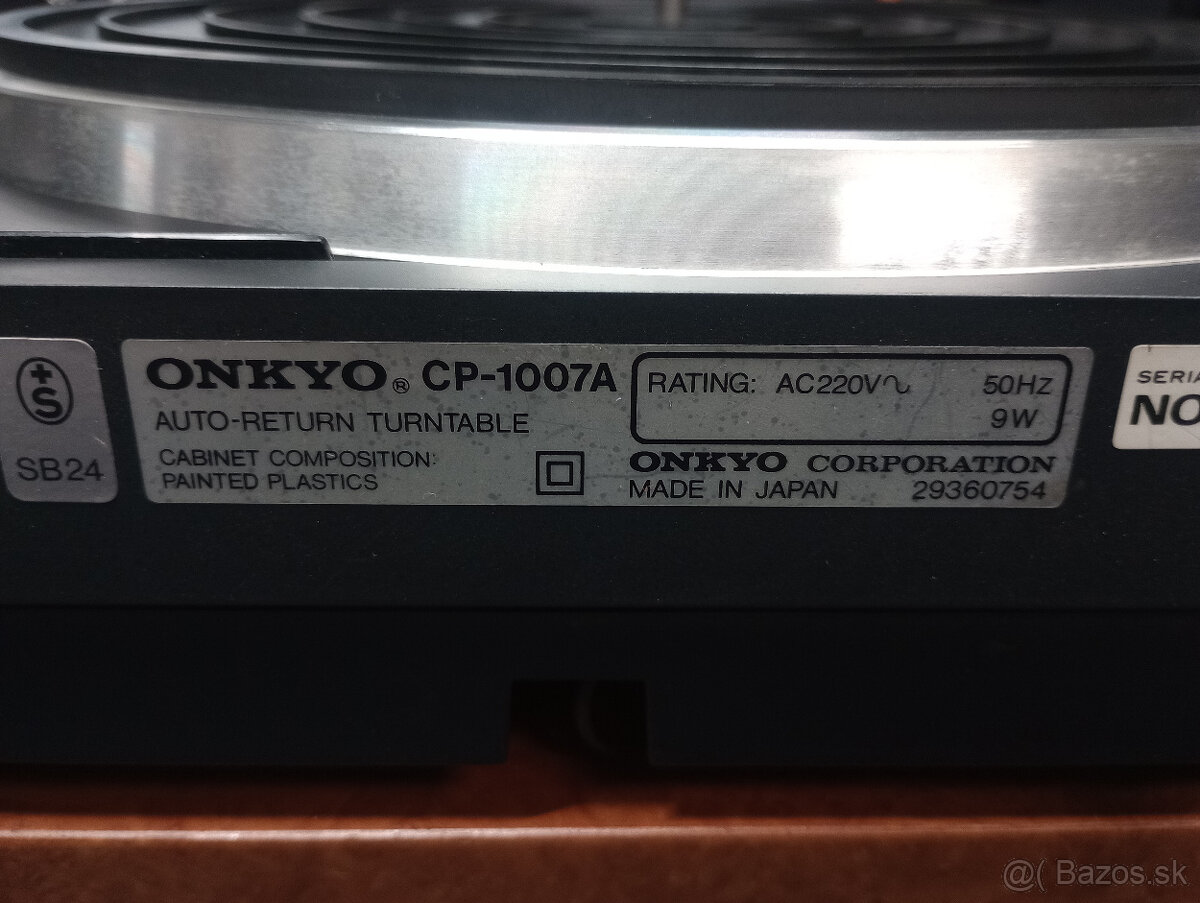 +
S
SB24
ONKYO® CP-1007A
AUTO-RETURN TURNTABLE
CABINET COMPOSITION:
PAINTED PLASTICS
RATING: AC220V∿ 50HZ
9W
ONKYO CORPORATION
MADE IN JAPAN 29360754
NO
@( Bazos.sk